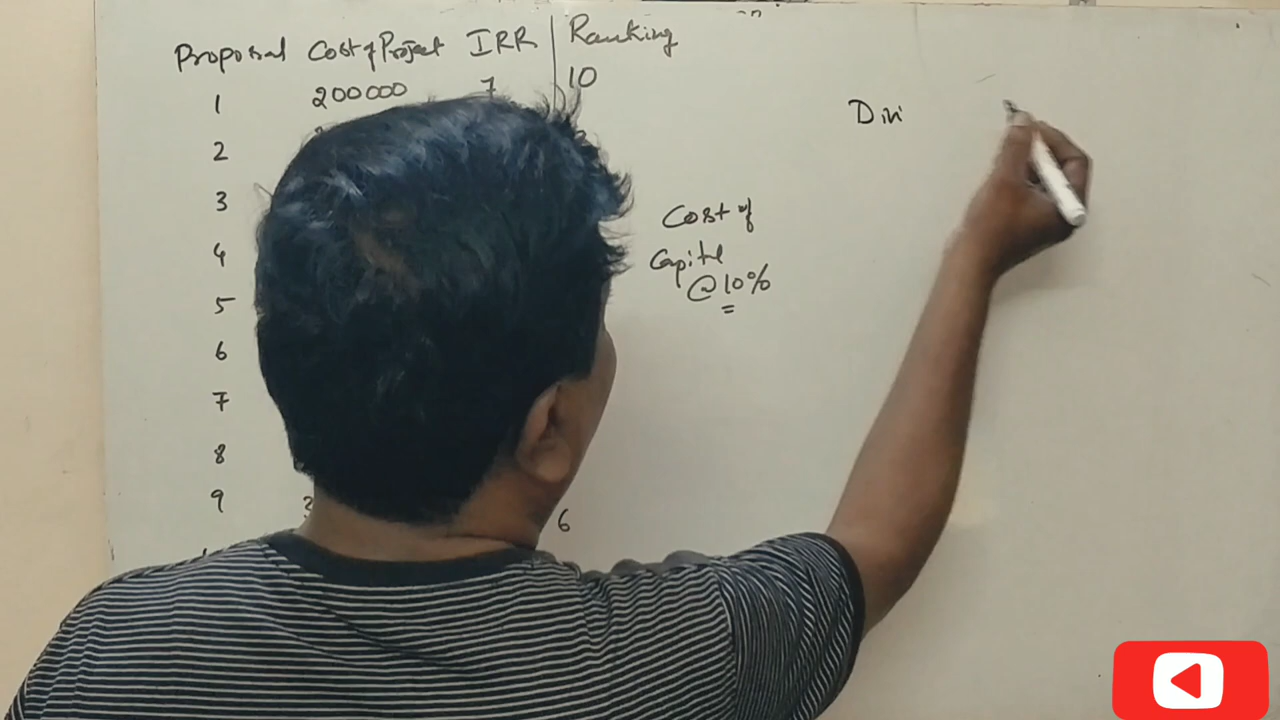 Proposal Cost of Project IRR Ranking
1 200000 7 10
2
3
4
5
6
7
8
9 3 6
Cost of
Capital
@ 10%
Divi